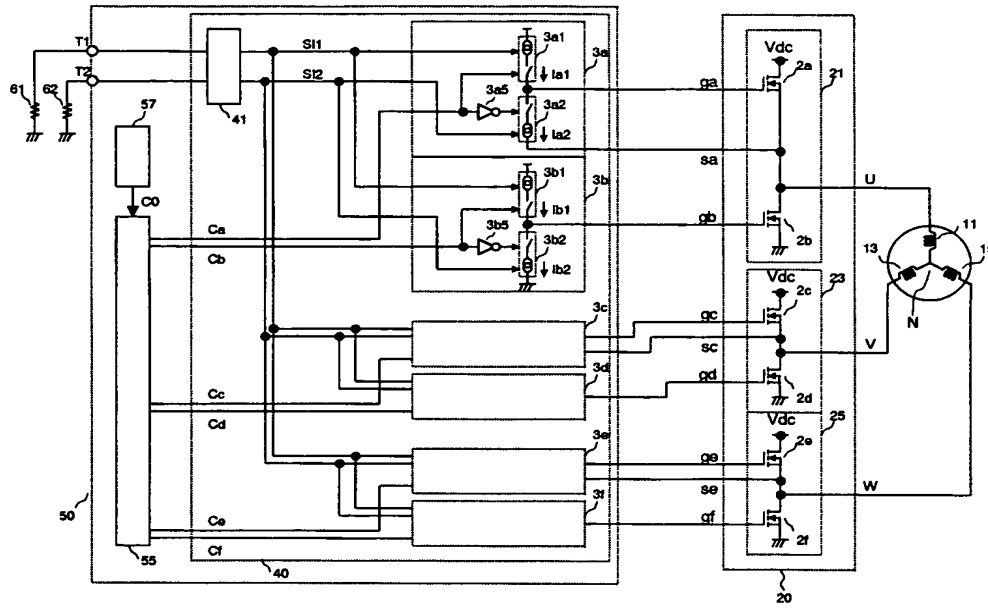 T1
T2
61
62
57
C0
41
SI1
SI2
3a1
3a
Ia1
3a5
3a2
Ia2
3b1
3b
Ib1
3b5
3b2
Ib2
Ca
Cb
3c
3d
Cc
Cd
3e
3f
Ce
Cf
50
55
40
Vdc
2a
21
ga
sa
gb
2b
U
11
13
15
N
Vdc
2c
23
gc
sc
V
gd
2d
Vdc
2e
25
ge
se
W
gf
2f
20